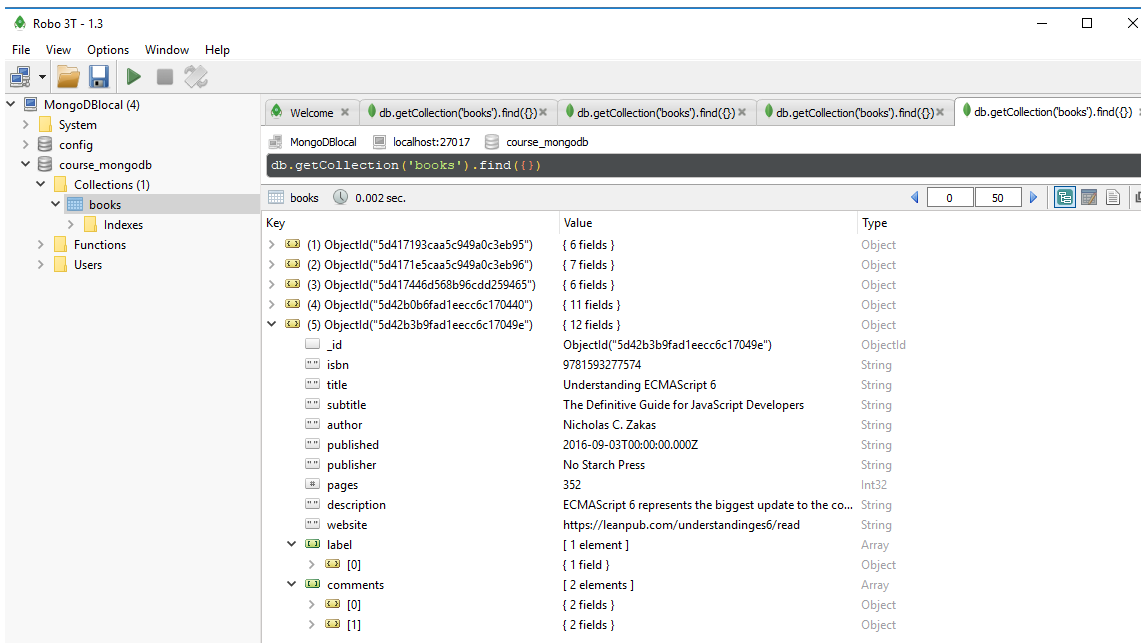 Robo 3T - 1.3
File View Options Window Help
MongoDBlocal (4)
System
config
course_mongodb
Collections (1)
books
Indexes
Functions
Users
Welcome db.getCollection('books').find({}) db.getCollection('books').find({}) db.getCollection('books').find({}) db.getCollection('books').find({})
MongoDBlocal localhost:27017 course_mongodb
db.getCollection('books').find({})
books 0.002 sec. 0 50
Key Value Type
(1) ObjectId("5d417193caa5c949a0c3eb95") { 6 fields } Object
(2) ObjectId("5d4171e5caa5c949a0c3eb96") { 7 fields } Object
(3) ObjectId("5d417446d568b96cdd259465") { 6 fields } Object
(4) ObjectId("5d42b0b6fad1eecc6c170440") { 11 fields } Object
(5) ObjectId("5d42b3b9fad1eecc6c17049e") { 12 fields } Object
_id ObjectId("5d42b3b9fad1eecc6c17049e") ObjectId
isbn 9781593277574 String
title Understanding ECMAScript 6 String
subtitle The Definitive Guide for JavaScript Developers String
author Nicholas C. Zakas String
published 2016-09-03T00:00:00.000Z String
publisher No Starch Press String
pages 352 Int32
description ECMAScript 6 represents the biggest update to the co... String
website https://leanpub.com/understandinges6/read String
label [ 1 element ] Array
[0] { 1 field } Object
comments [ 2 elements ] Array
[0] { 2 fields } Object
[1] { 2 fields } Object